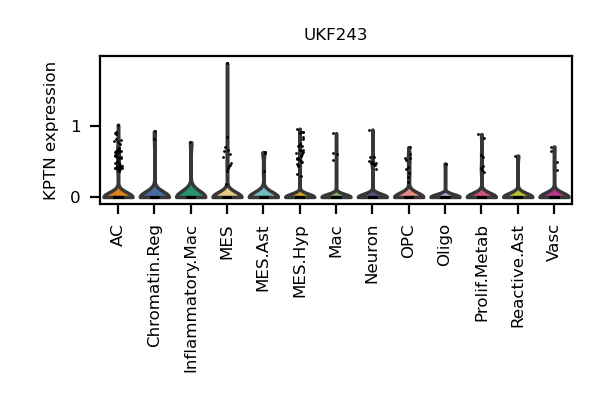 UKF243
KPTN expression
1
0
AC
Chromatin.Reg
Inflammatory.Mac
MES
MES.Ast
MES.Hyp
Mac
Neuron
OPC
Oligo
Prolif.Metab
Reactive.Ast
Vasc